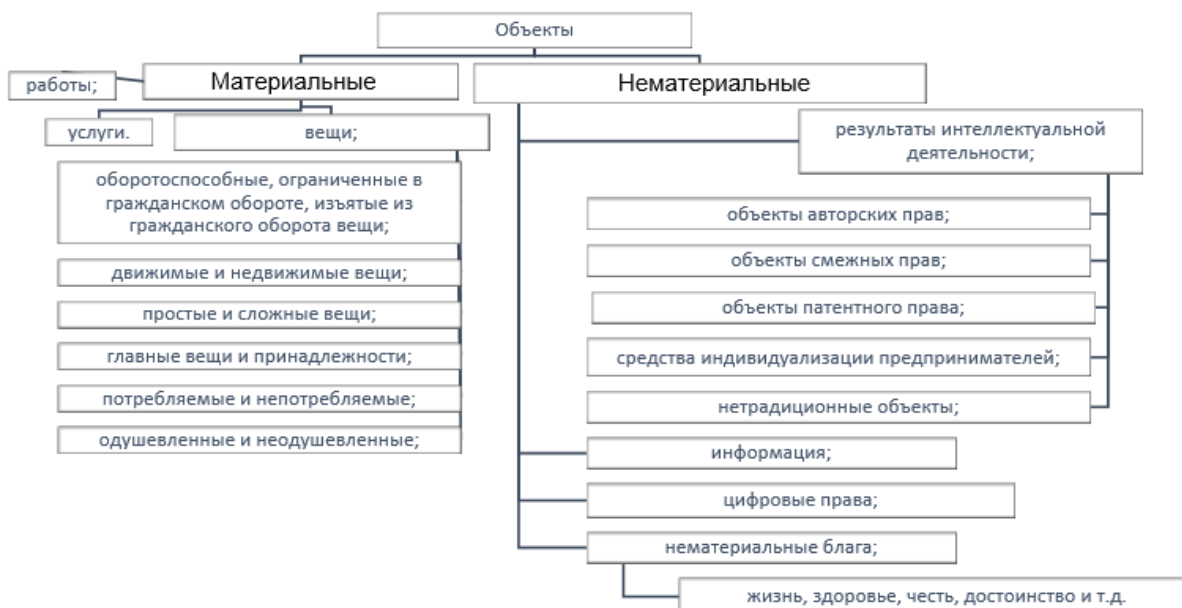 Объекты
Материальные
Нематериальные
работы;
услуги.
вещи;
результаты интеллектуальной
деятельности;
оборотоспособные, ограниченные в
гражданском обороте, изъятые из
гражданского оборота вещи;
движимые и недвижимые вещи;
простые и сложные вещи;
главные вещи и принадлежности;
потребляемые и непотребляемые;
одушевленные и неодушевленные;
объекты авторских прав;
объекты смежных прав;
объекты патентного права;
средства индивидуализации предпринимателей;
нетрадиционные объекты;
информация;
цифровые права;
нематериальные блага;
жизнь, здоровье, честь, достоинство и т.д.